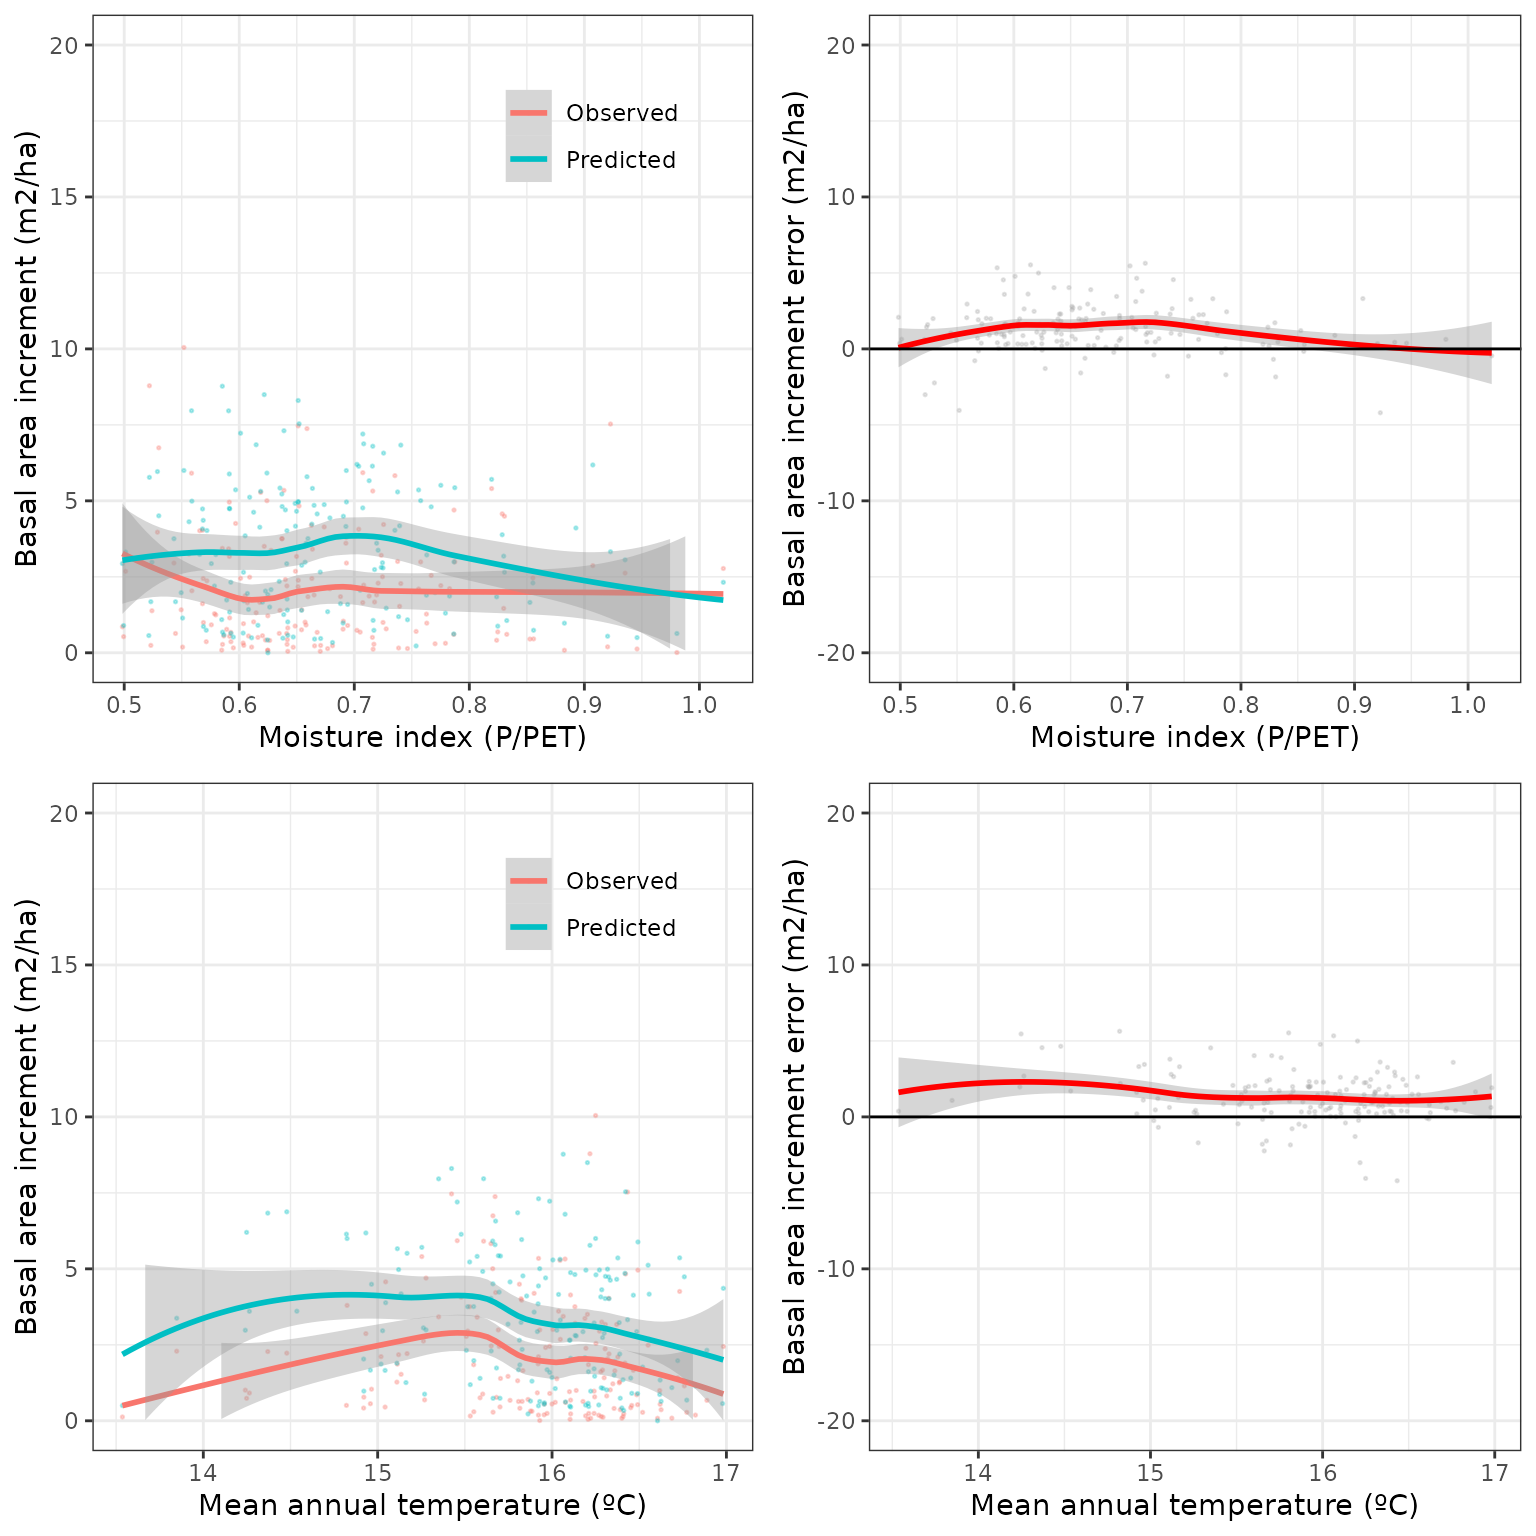 Basal area increment (m2/ha)
20
15
10
5
0
Observed
Predicted
0.5 0.6 0.7 0.8 0.9 1.0
Moisture index (P/PET)
Basal area increment error (m2/ha)
20
10
0
-10
-20
0.5 0.6 0.7 0.8 0.9 1.0
Moisture index (P/PET)
Basal area increment (m2/ha)
20
15
10
5
0
Observed
Predicted
14 15 16 17
Mean annual temperature (ºC)
Basal area increment error (m2/ha)
20
10
0
-10
-20
14 15 16 17
Mean annual temperature (ºC)